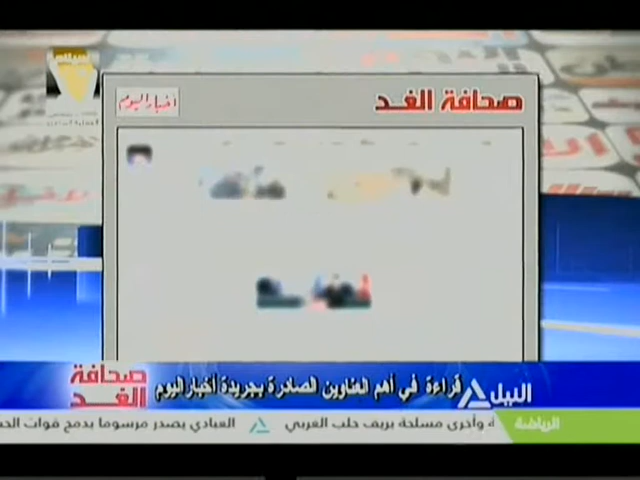 صحافة الغد
أخبار اليوم
قراءة في أهم العناوين الصادرة بجريدة أخبار اليوم
النيل
صحافة
الغد
الرياضة
ة وأخرى مسلحة بريف حلب الغربي
العبادي يصدر مرسوما بدمج قوات الحش